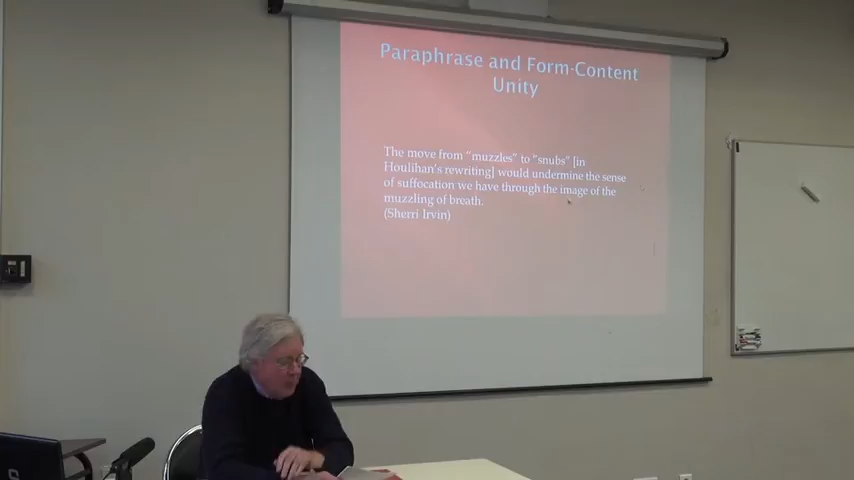 Paraphrase and Form-Content
Unity
The move from "muzzles" to "snubs" [in
Houlihan's rewriting] would undermine the sense
of suffocation we have through the image of the
muzzling of breath.
(Sherri Irvin)